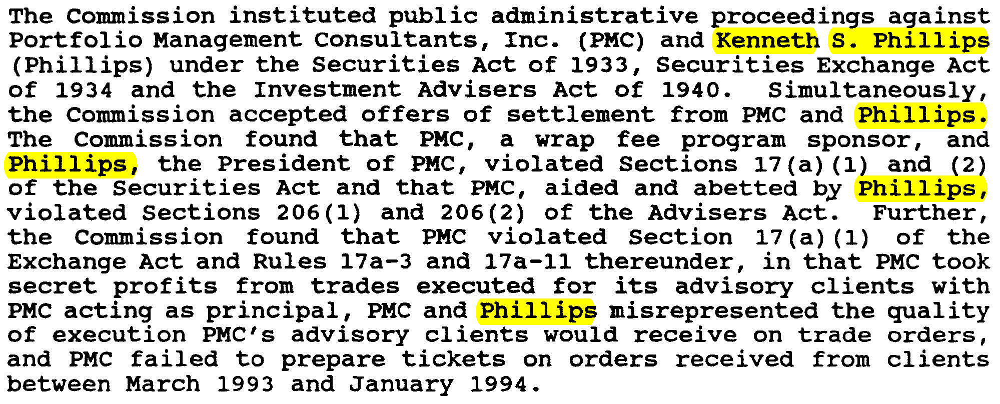 The Commission instituted public administrative proceedings against
Portfolio Management Consultants, Inc. (PMC) and Kenneth S. Phillips
(Phillips) under the Securities Act of 1933, Securities Exchange Act
of 1934 and the Investment Advisers Act of 1940. Simultaneously,
the Commission accepted offers of settlement from PMC and Phillips.
The Commission found that PMC, a wrap fee program sponsor, and
Phillips, the President of PMC, violated Sections 17(a)(1) and (2)
of the Securities Act and that PMC, aided and abetted by Phillips,
violated Sections 206(1) and 206(2) of the Advisers Act. Further,
the Commission found that PMC violated Section 17(a)(1) of the
Exchange Act and Rules 17a-3 and 17a-11 thereunder, in that PMC took
secret profits from trades executed for its advisory clients with
PMC acting as principal, PMC and Phillips misrepresented the quality
of execution PMC's advisory clients would receive on trade orders,
and PMC failed to prepare tickets on orders received from clients
between March 1993 and January 1994.